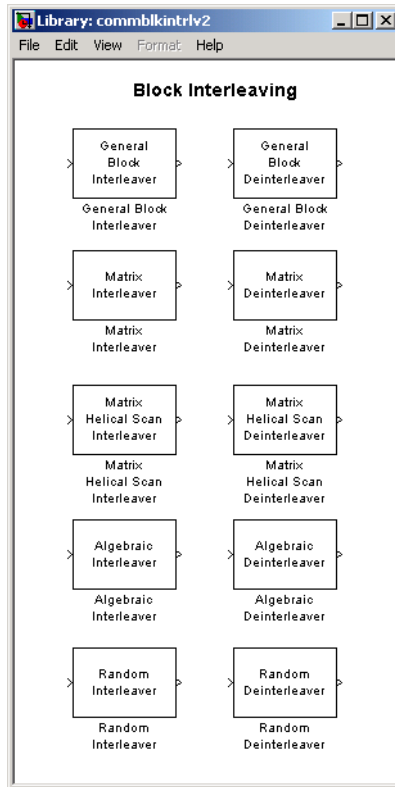 Library: commblkintrlv2
File Edit View Format Help
Block Interleaving
General
Block
Interleaver
General Block
Interleaver
General
Block
Deinterleaver
General Block
Deinterleaver
Matrix
Interleaver
Matrix
Interleaver
Matrix
Deinterleaver
Matrix
Deinterleaver
Matrix
Helical Scan
Interleaver
Matrix
Helical Scan
Interleaver
Matrix
Helical Scan
Deinterleaver
Matrix
Helical Scan
Deinterleaver
Algebraic
Interleaver
Algebraic
Interleaver
Algebraic
Deinterleaver
Algebraic
Deinterleaver
Random
Interleaver
Random
Interleaver
Random
Deinterleaver
Random
Deinterleaver